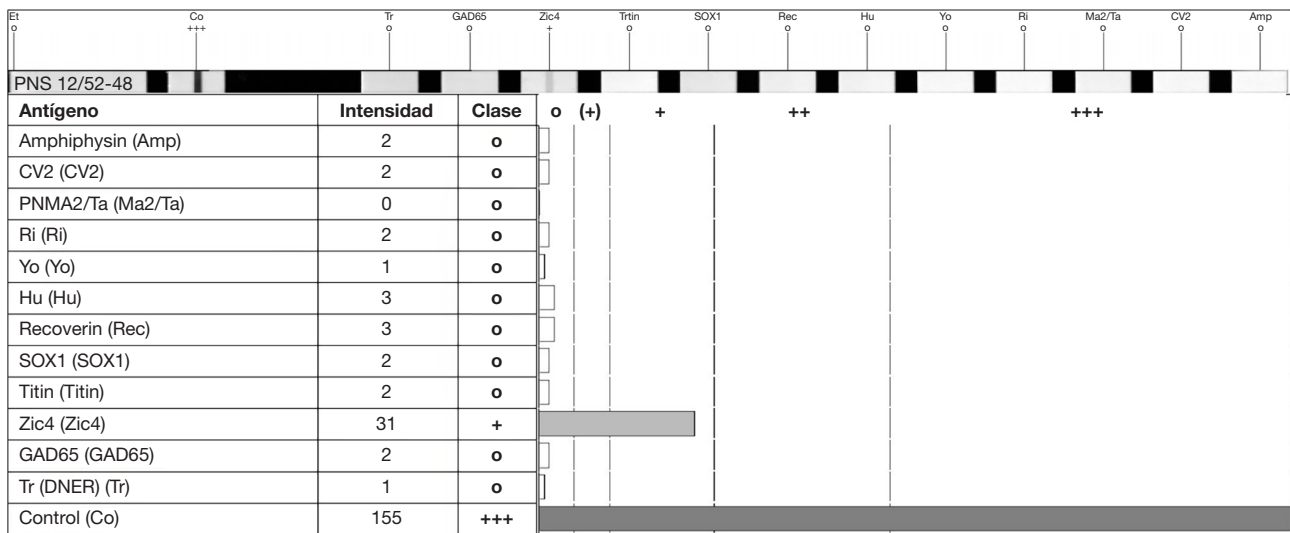 Et Co Tr GAD65 Zic4 Trtin SOX1 Rec Hu Yo Ri Ma2/Ta CV2 Amp
o +++ o o + o o o o o o o o o
PNS 12/52-48
Antígeno Intensidad Clase o (+) + ++ +++
Amphiphysin (Amp) 2 o
CV2 (CV2) 2 o
PNMA2/Ta (Ma2/Ta) 0 o
Ri (Ri) 2 o
Yo (Yo) 1 o
Hu (Hu) 3 o
Recoverin (Rec) 3 o
SOX1 (SOX1) 2 o
Titin (Titin) 2 o
Zic4 (Zic4) 31 +
GAD65 (GAD65) 2 o
Tr (DNER) (Tr) 1 o
Control (Co) 155 +++